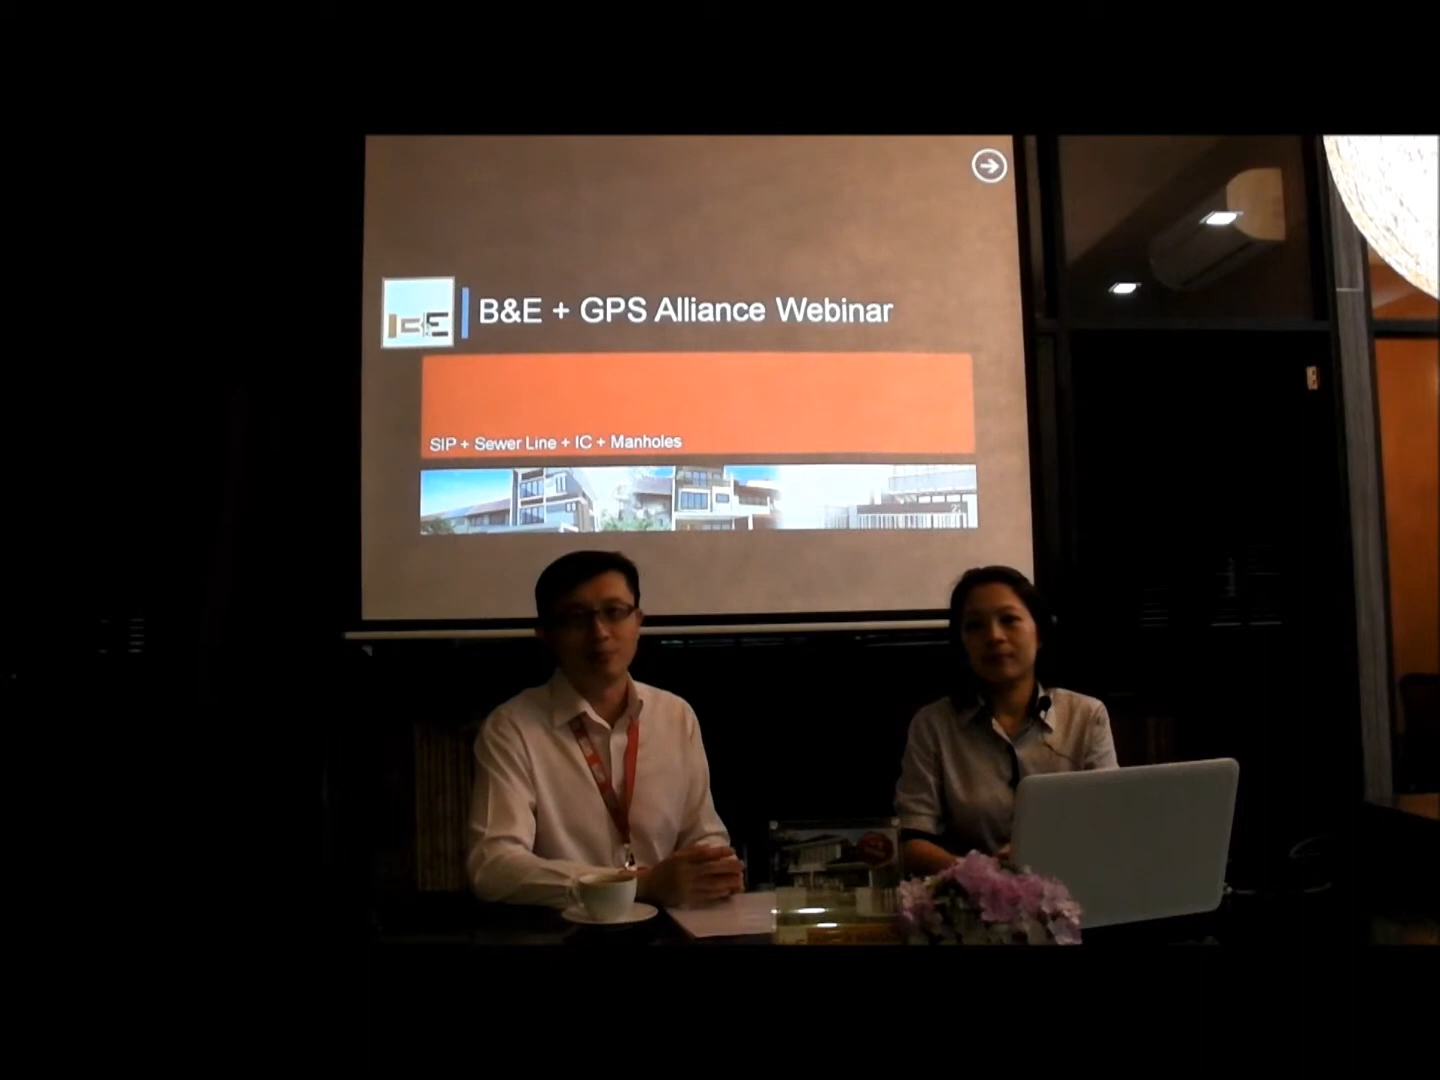 B&E
B&E + GPS Alliance Webinar
SIP + Sewer Line + IC + Manholes